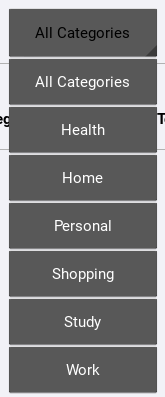 All Categories
All Categories
Health
Home
Personal
Shopping
Study
Work